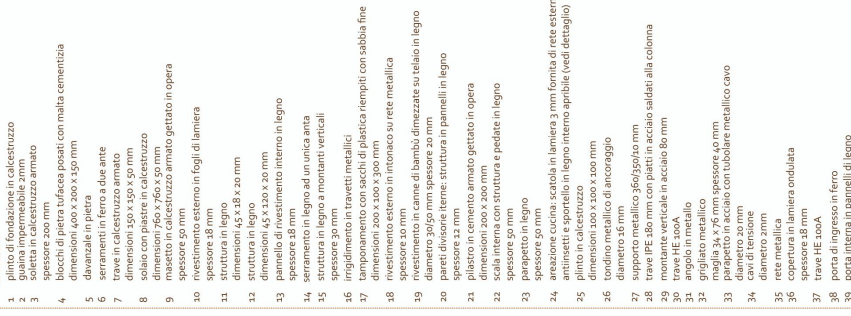 1 plinto di fondazione in calcestruzzo
2 guaina impermeabile 2mm
3 soletta in calcestruzzo armato
spessore 200 mm
4 blocchi di pietra tufacea posati con malta cementizia
dimensioni 400 x 200 x 150 mm
5 davanzale in pietra
6 serramenti in ferro a due ante
7 trave in calcestruzzo armato
dimensioni 150 x 150 x 50 mm
8 solaio con piastre in calcestruzzo
dimensioni 760 x 760 x 50 mm
9 masetto in calcestruzzo armato gettato in opera
spessore 50 mm
10 rivestimento esterno in fogli di lamiera
spessore 18 mm
11 struttura in legno
dimensioni 45 x 18 x 20 mm
12 struttura in legno
dimensioni 45 x 120 x 20 mm
13 pannello di rivestimento interno in legno
spessore 18 mm
14 serramento in legno ad un unica anta
15 struttura in legno a montanti verticali
spessore 30 mm
16 irrigidimento in travetti metallici
17 tamponamento con sacchi di plastica riempiti con sabbia fine
dimensioni 200 x 100 x 300 mm
18 rivestimento esterno in intonaco su rete metallica
spessore 10 mm
19 rivestimento in canne di bambù dimezzate su telaio in legno
diametro 30/50 mm spessore 20 mm
20 pareti divisorie iterne: struttura in pannelli in legno
spessore 12 mm
21 pilastro in cemento armato gettato in opera
dimensioni 200 x 200 mm
22 scala interna con struttura e pedate in legno
spessore 50 mm
23 parapetto in legno
spessore 50 mm
24 areazione cucina: scatola in lamiera 3 mm fornita di rete estern
antinsetti e sportello in legno interno apribile (vedi dettaglio)
25 plinto in calcestruzzo
dimensioni 100 x 100 x 100 mm
26 tondino metallico di ancoraggio
diametro 16 mm
27 supporto metallico 360/350/10 mm
28 trave IPE 180 mm con piatti in acciaio saldati alla colonna
29 montante verticale in acciaio 80 mm
30 trave HE 100A
31 angolo in metallo
32 grigliato metallico
maglia 34 x 76 mm spessore 40 mm
33 parapetto in acciaio con tubolare metallico cavo
diametro 20 mm
34 cavi di tensione
diametro 2mm
35 rete metallica
36 copertura in lamiera ondulata
spessore 18 mm
37 trave HE 100A
38 porta di ingresso in ferro
39 porta interna in pannelli di legno